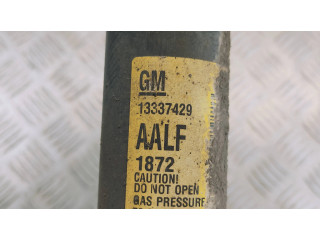 GM
13337429
AALF
1872
CAUTION!
DO NOT OPEN
GAS PRESSURE